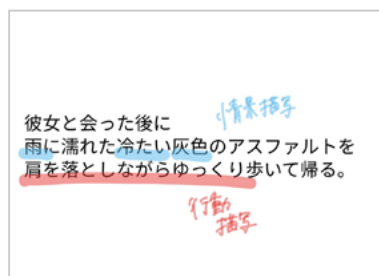 彼女と会った後に
情景描写
雨に濡れた冷たい灰色のアスファルトを
肩を落としながらゆっくり歩いて帰る。
行動
描写